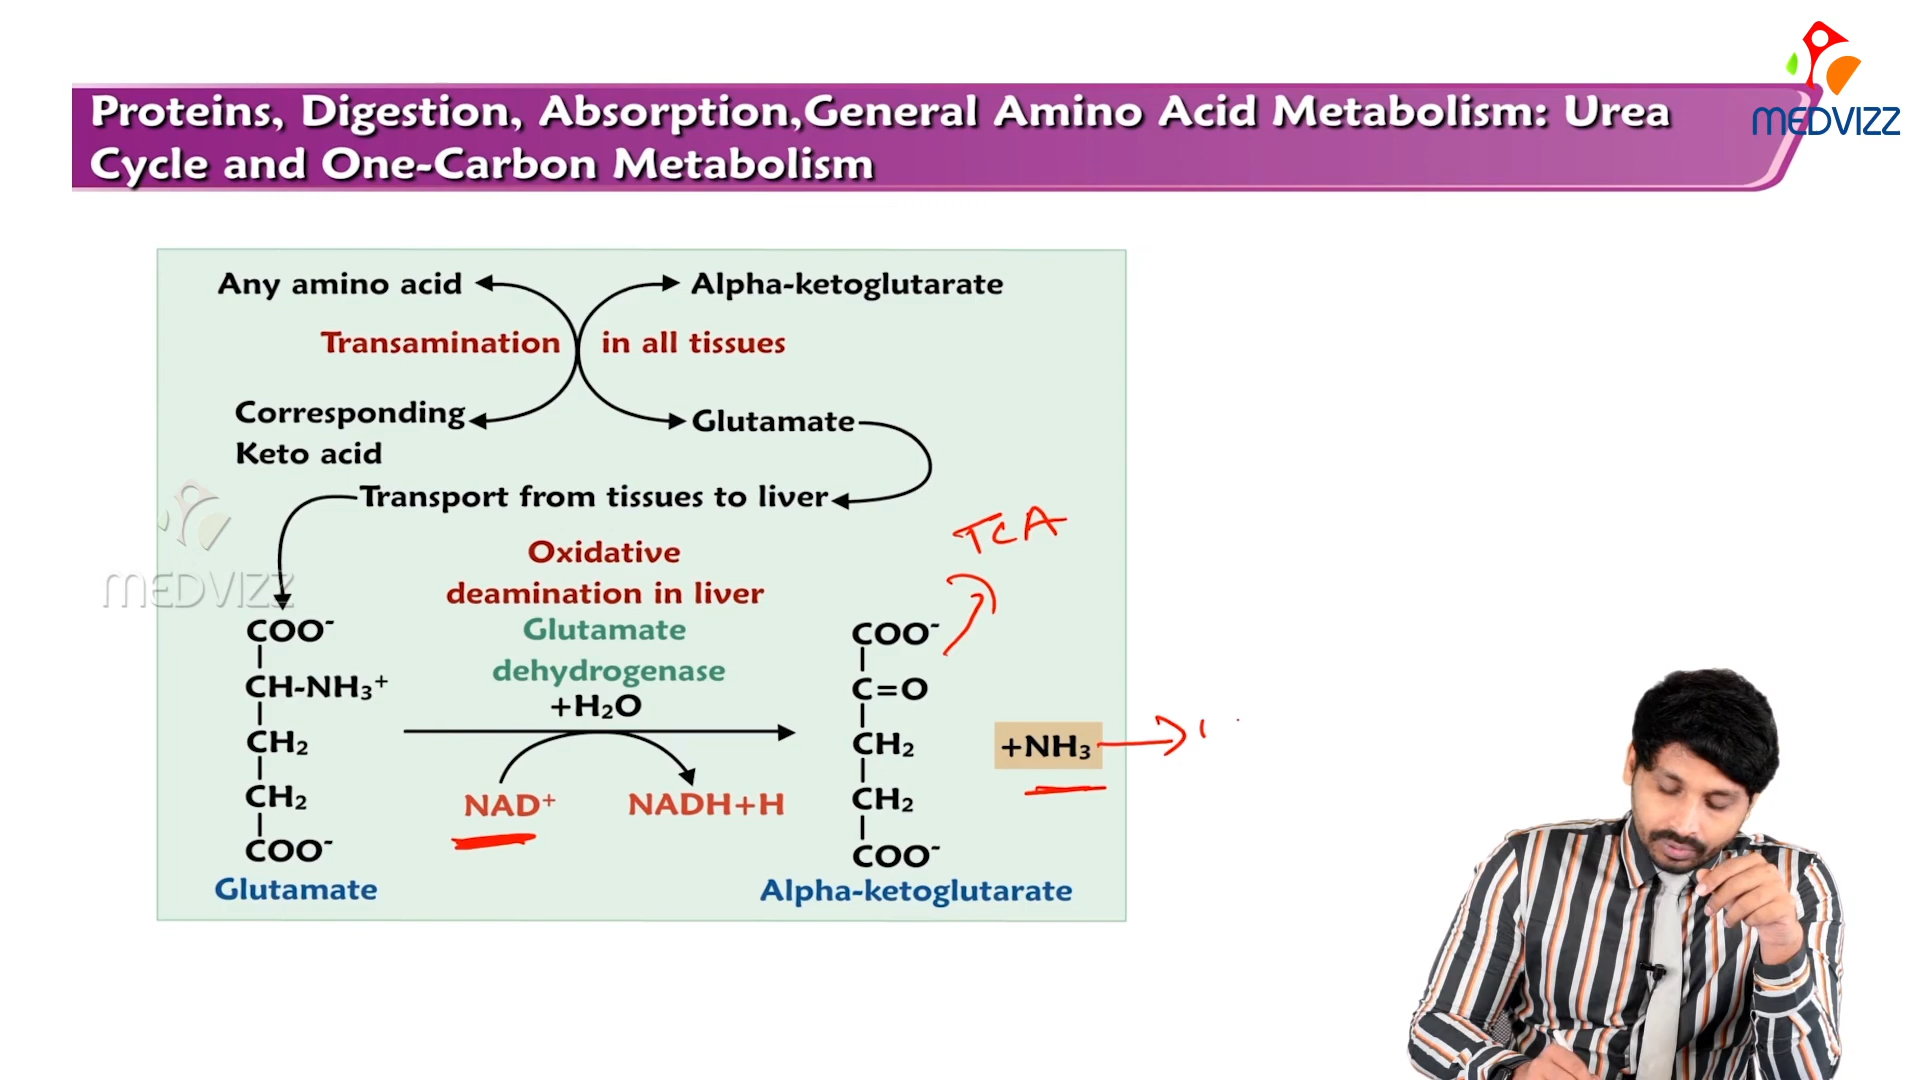 MEDVIZZ
Proteins, Digestion, Absorption,General Amino Acid Metabolism: Urea
Cycle and One-Carbon Metabolism
Any amino acid
Alpha-ketoglutarate
Transamination in all tissues
Corresponding
Keto acid
Glutamate
Transport from tissues to liver
TCA
MEDVIZZ
Oxidative
deamination in liver
Glutamate
dehydrogenase
+H₂O
NAD⁺
NADH+H
COO⁻
CH-NH₃⁺
CH₂
CH₂
COO⁻
Glutamate
COO⁻
C=O
CH₂
CH₂
COO⁻
Alpha-ketoglutarate
+NH₃